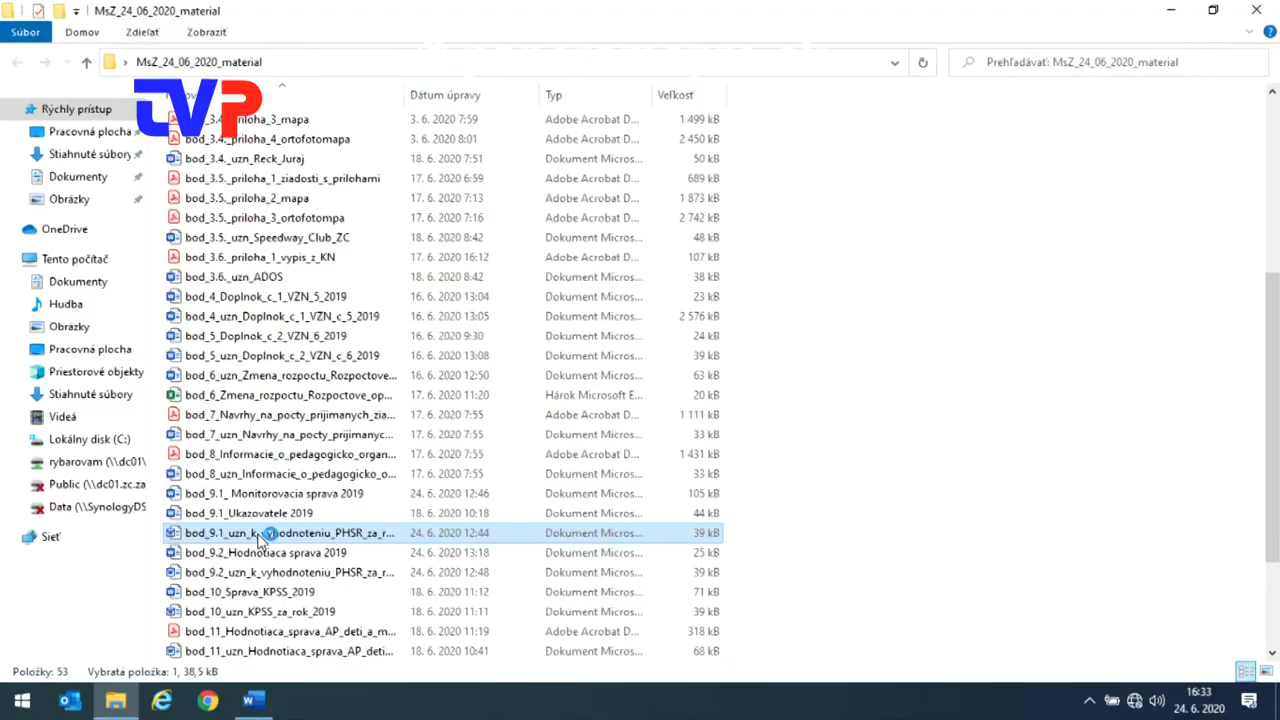 MsZ_24_06_2020_material
Súbor Domov Zdieľať Zobraziť
MsZ_24_06_2020_material Prehľadávať: MsZ_24_06_2020_material
TVP
Dátum úpravy Typ Veľkosť
Rýchly prístup
Pracovná plocha
Stiahnuté súbory
Dokumenty
Obrázky
OneDrive
Tento počítač
Dokumenty
Hudba
Obrázky
Pracovná plocha
Priestorové objekty
Stiahnuté súbory
Videá
Lokálny disk (C:)
rybarovam (\\dc01\
Public (\\dc01.zc.za
Data (\\SynologyDS
Sieť
bod_3.4._priloha_3_mapa 3. 6. 2020 7:59 Adobe Acrobat D... 1 499 kB
bod_3.4._priloha_4_ortofotomapa 3. 6. 2020 8:01 Adobe Acrobat D... 2 450 kB
bod_3.4._uzn_Reck_Juraj 18. 6. 2020 7:51 Dokument Micros... 50 kB
bod_3.5._priloha_1_ziadosti_s_prilohami 17. 6. 2020 6:59 Adobe Acrobat D... 689 kB
bod_3.5._priloha_2_mapa 17. 6. 2020 7:13 Adobe Acrobat D... 1 873 kB
bod_3.5._priloha_3_ortofotompa 17. 6. 2020 7:16 Adobe Acrobat D... 2 742 kB
bod_3.5._uzn_Speedway_Club_ZC 18. 6. 2020 8:42 Dokument Micros... 48 kB
bod_3.6._priloha_1_vypis_z_KN 17. 6. 2020 16:12 Adobe Acrobat D... 107 kB
bod_3.6._uzn_ADOS 18. 6. 2020 8:42 Dokument Micros... 38 kB
bod_4_Doplnok_c_1_VZN_5_2019 16. 6. 2020 13:04 Dokument Micros... 23 kB
bod_4_uzn_Doplnok_c_1_VZN_c_5_2019 16. 6. 2020 13:05 Dokument Micros... 2 576 kB
bod_5_Doplnok_c_2_VZN_6_2019 16. 6. 2020 9:30 Dokument Micros... 24 kB
bod_5_uzn_Doplnok_c_2_VZN_c_6_2019 16. 6. 2020 13:08 Dokument Micros... 39 kB
bod_6_uzn_Zmena_rozpoctu_Rozpoctove... 16. 6. 2020 12:50 Dokument Micros... 63 kB
bod_6_Zmena_rozpoctu_Rozpoctove_op... 17. 6. 2020 11:20 Hárok Microsoft E... 20 kB
bod_7_Navrhy_na_pocty_prijimanych_zia... 17. 6. 2020 7:55 Adobe Acrobat D... 1 111 kB
bod_7_uzn_Navrhy_na_pocty_prijimanyc... 17. 6. 2020 7:55 Dokument Micros... 33 kB
bod_8_Informacie_o_pedagogicko_organ... 17. 6. 2020 7:55 Adobe Acrobat D... 1 431 kB
bod_8_uzn_Informacie_o_pedagogicko_o... 17. 6. 2020 7:55 Dokument Micros... 33 kB
bod_9.1_ Monitorovacia sprava 2019 24. 6. 2020 12:46 Dokument Micros... 105 kB
bod_9.1_Ukazovatele 2019 18. 6. 2020 10:18 Dokument Micros... 44 kB
bod_9.1_uzn_k_vyhodnoteniu_PHSR_za_r... 24. 6. 2020 12:44 Dokument Micros... 39 kB
bod_9.2_Hodnotiaca sprava 2019 24. 6. 2020 13:18 Dokument Micros... 25 kB
bod_9.2_uzn_k_vyhodnoteniu_PHSR_za_r... 24. 6. 2020 12:48 Dokument Micros... 39 kB
bod_10_Sprava_KPSS_2019 18. 6. 2020 11:12 Dokument Micros... 71 kB
bod_10_uzn_KPSS_za_rok_2019 18. 6. 2020 11:11 Dokument Micros... 39 kB
bod_11_Hodnotiaca_sprava_AP_deti_a_m... 18. 6. 2020 11:19 Adobe Acrobat D... 318 kB
bod_11_uzn_Hodnotiaca_sprava_AP_deti... 18. 6. 2020 10:41 Dokument Micros... 68 kB
Položky: 53 Vybratá položka: 1, 38,5 kB
16:33
24. 6. 2020